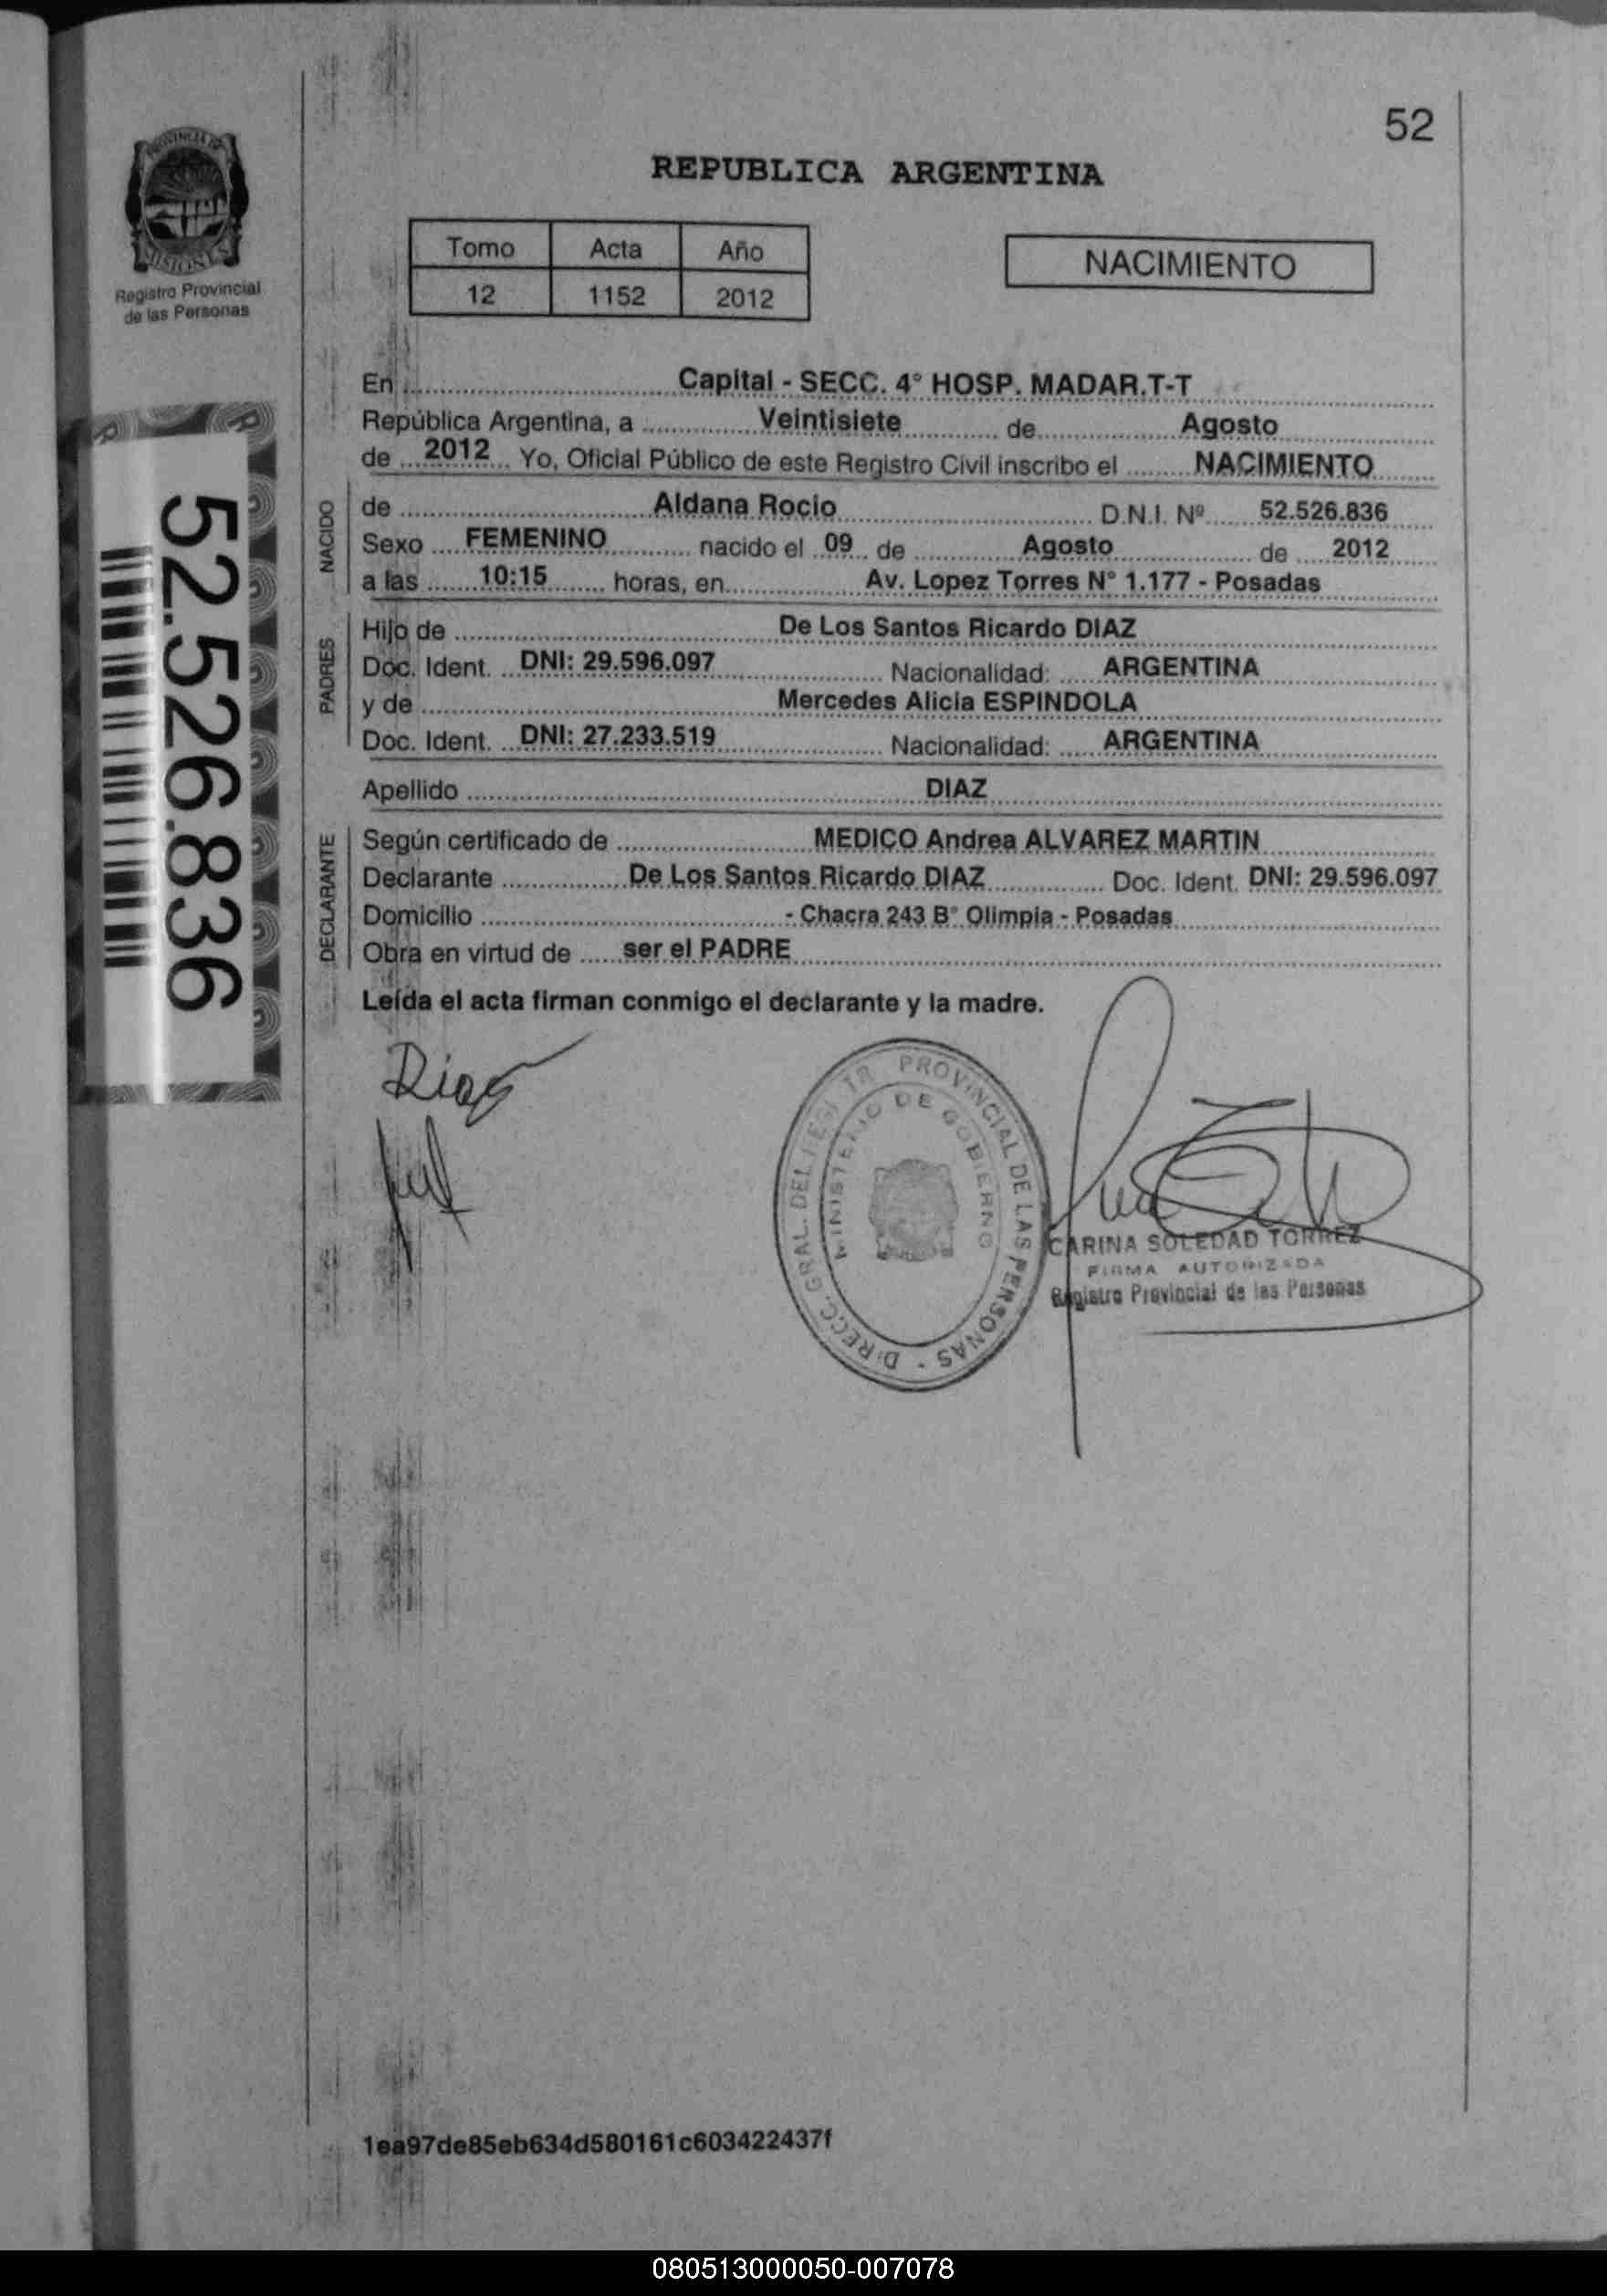 52
REPUBLICA ARGENTINA
PROVINCIA DE
MISIONES
Registro Provincial
de las Personas
Tomo Acta Año
12 1152 2012
NACIMIENTO
En Capital - SECC. 4° HOSP. MADAR.T-T
República Argentina, a Veintisiete de Agosto
de 2012 Yo, Oficial Público de este Registro Civil inscribo el NACIMIENTO
NACIDO
de Aldana Rocio D.N.I. Nº 52.526.836
Sexo FEMENINO nacido el 09 de Agosto de 2012
a las 10:15 horas, en Av. Lopez Torres N° 1.177 - Posadas
PADRES
Hijo de De Los Santos Ricardo DIAZ
Doc. Ident. DNI: 29.596.097 Nacionalidad: ARGENTINA
y de Mercedes Alicia ESPINDOLA
Doc. Ident. DNI: 27.233.519 Nacionalidad: ARGENTINA
Apellido DIAZ
DECLARANTE
Según certificado de MEDICO Andrea ALVAREZ MARTIN
Declarante De Los Santos Ricardo DIAZ Doc. Ident. DNI: 29.596.097
Domicilio - Chacra 243 B° Olimpia - Posadas
Obra en virtud de ser el PADRE
Leída el acta firman conmigo el declarante y la madre.
52.526.836
Diaz
DIRECC. GRAL. DEL PROVINCIAL DE LAS PERSONAS -
MINISTERIO DE GOBIERNO
CARINA SOLEDAD TORREZ
FIRMA AUTORIZADA
Registro Provincial de las Personas
1ea97de85eb634d580161c603422437f
080513000050-007078